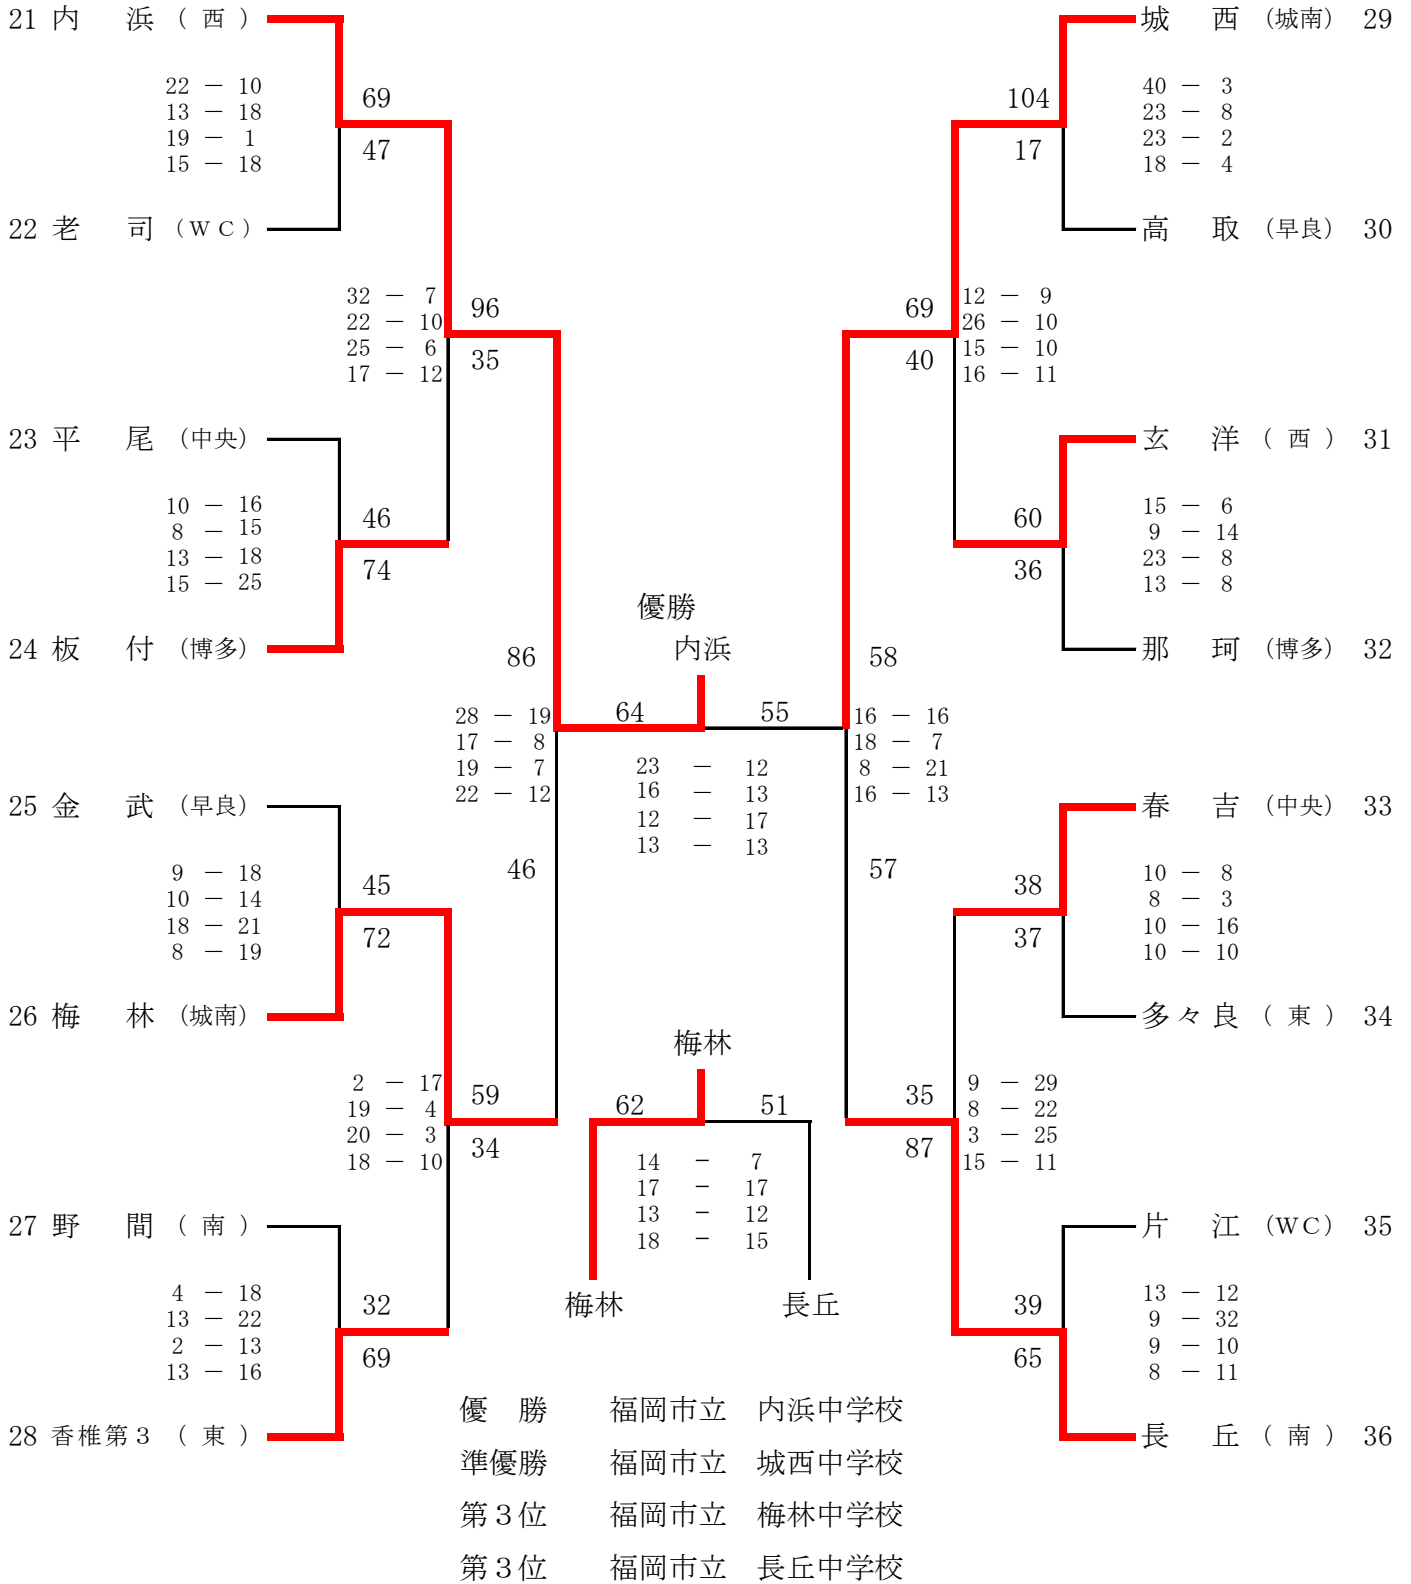 21 内　浜 （ 西 ）
22 － 10
13 － 18
19 － 1
15 － 18
69
47
22 老　司 （ＷＣ）
32 － 7
22 － 10
25 － 6
17 － 12
96
35
23 平　尾 （中央）
10 － 16
8 － 15
13 － 18
15 － 25
46
74
24 板　付 （博多）
86
28 － 19
17 － 8
19 － 7
22 － 12
46
25 金　武 （早良）
9 － 18
10 － 14
18 － 21
8 － 19
45
72
26 梅　林 （城南）
2 － 17
19 － 4
20 － 3
18 － 10
59
34
27 野　間 （ 南 ）
4 － 18
13 － 22
2 － 13
13 － 16
32
69
28 香椎第３ （ 東 ）
優勝
内浜
64 55
23 － 12
16 － 13
12 － 17
13 － 13
梅林
62 51
14 － 7
17 － 17
13 － 12
18 － 15
梅林 長丘
城　西 （城南） 29
104
17
40 － 3
23 － 8
23 － 2
18 － 4
高　取 （早良） 30
69
40
12 － 9
26 － 10
15 － 10
16 － 11
玄　洋 （ 西 ） 31
60
36
15 － 6
9 － 14
23 － 8
13 － 8
那　珂 （博多） 32
58
16 － 16
18 － 7
8 － 21
16 － 13
57
春　吉 （中央） 33
38
37
10 － 8
8 － 3
10 － 16
10 － 10
多々良 （ 東 ） 34
35
87
9 － 29
8 － 22
3 － 25
15 － 11
片　江 （ＷＣ） 35
39
65
13 － 12
9 － 32
9 － 10
8 － 11
長　丘 （ 南 ） 36
優　勝　福岡市立　内浜中学校
準優勝　福岡市立　城西中学校
第３位　福岡市立　梅林中学校
第３位　福岡市立　長丘中学校